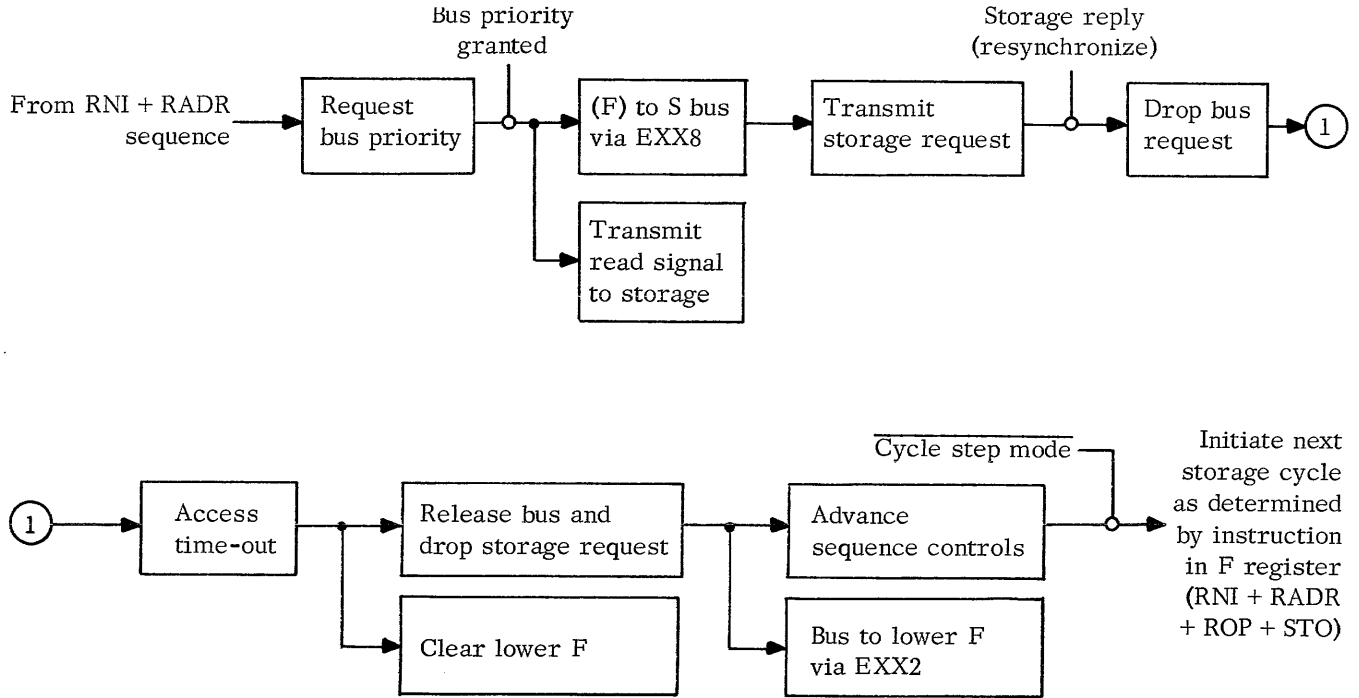 Bus priority
granted
Storage reply
(resynchronize)
From RNI + RADR
sequence
Request
bus priority
(F) to S bus
via EXX8
Transmit
storage request
Drop bus
request
1
Transmit
read signal
to storage
Cycle step mode
Initiate next
storage cycle
as determined
by instruction
in F register
(RNI + RADR
+ ROP + STO)
1
Access
time-out
Release bus and
drop storage request
Advance
sequence controls
Clear lower F
Bus to lower F
via EXX2